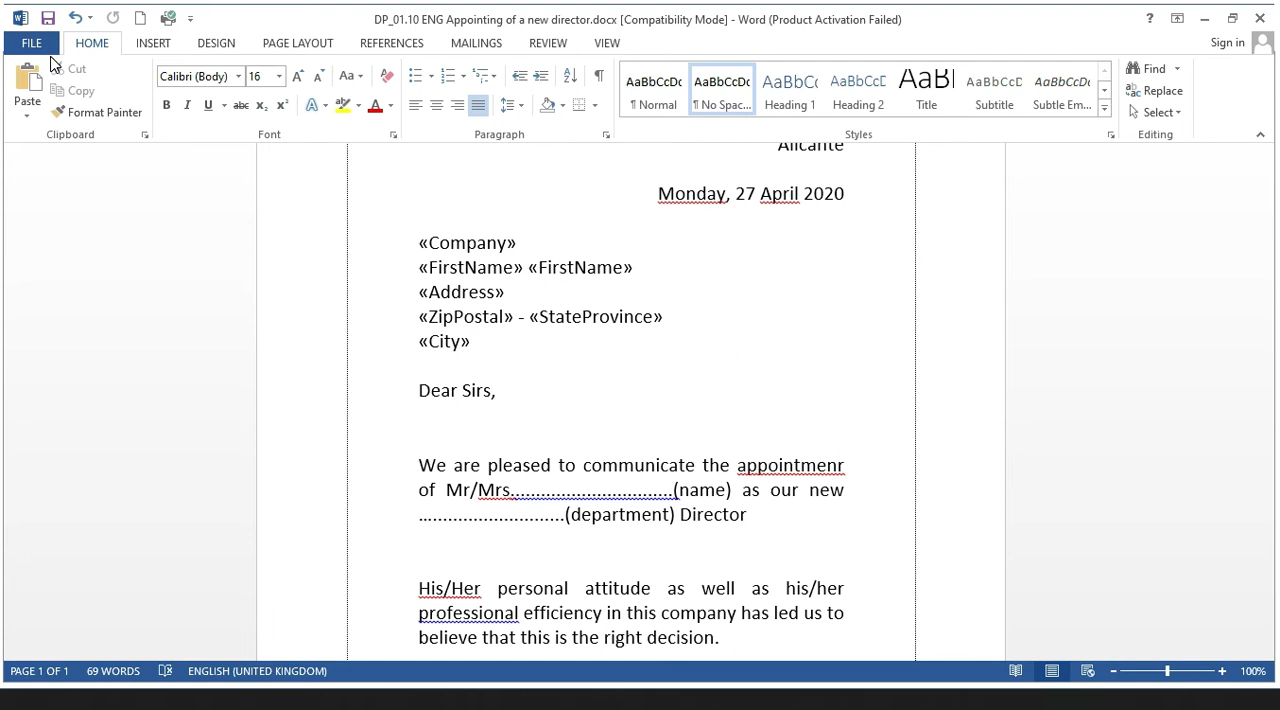 DP_01.10 ENG Appointing of a new director.docx [Compatibility Mode] - Word (Product Activation Failed)
FILE HOME INSERT DESIGN PAGE LAYOUT REFERENCES MAILINGS REVIEW VIEW Sign in
Paste
Cut
Copy
Format Painter
Calibri (Body) 16
AaBbCcDc AaBbCcDc AaBbCc AaBbCcD AaBl AaBbCcD AaBbCcDc
¶ Normal ¶ No Spac... Heading 1 Heading 2 Title Subtitle Subtle Em...
Find
Replace
Select
Clipboard Font Paragraph Styles Editing
Alicante
Monday, 27 April 2020
«Company»
«FirstName» «FirstName»
«Address»
«ZipPostal» - «StateProvince»
«City»
Dear Sirs,
We are pleased to communicate the appointmenr
of Mr/Mrs................................(name) as our new
…..........................(department) Director
His/Her personal attitude as well as his/her
professional efficiency in this company has led us to
believe that this is the right decision.
PAGE 1 OF 1 69 WORDS ENGLISH (UNITED KINGDOM) 100%